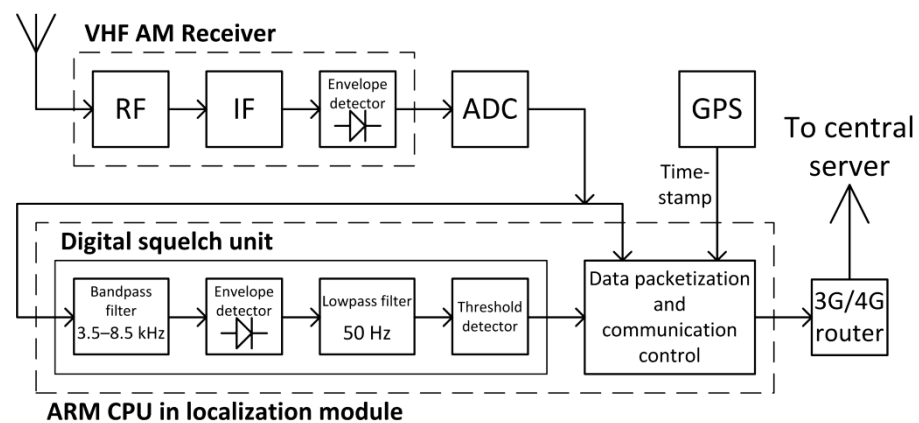 VHF AM Receiver
RF
IF
Envelope
detector
ADC
GPS
To central
server
Time-
stamp
Digital squelch unit
Bandpass
filter
3.5–8.5 kHz
Envelope
detector
Lowpass filter
50 Hz
Threshold
detector
Data packetization
and
communication
control
3G/4G
router
ARM CPU in localization module